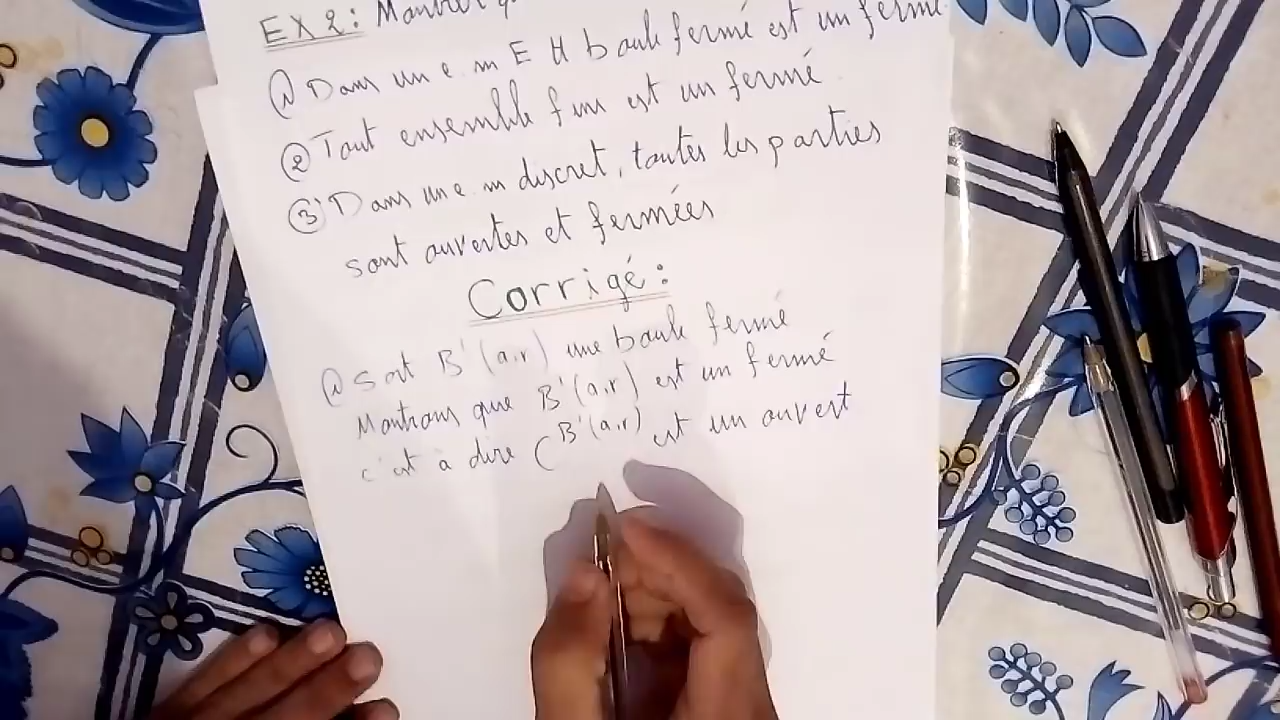 EX 2: Montrer q
① Dans un e m E ∀ boule fermé est un fermé
② Tout ensemble fini est un fermé
③ Dans un e m discret, toutes les parties
sont ouvertes et fermées
Corrigé:
① Soit B'(a,r) une boule fermé
Montrons que B'(a,r) est un fermé
c'est à dire C B'(a,r) est un ouvert